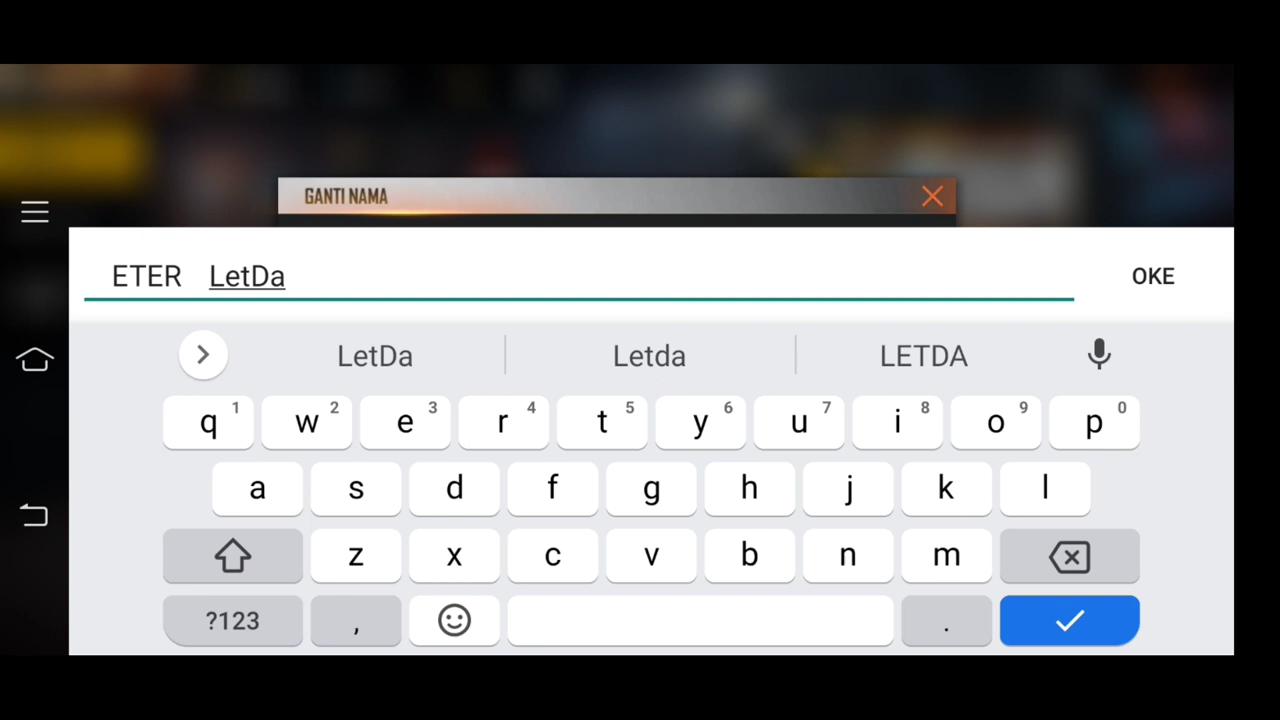 GANTI NAMA
ETER LetDa
OKE
LetDa Letda LETDA
q 1 w 2 e 3 r 4 t 5 y 6 u 7 i 8 o 9 p 0
a s d f g h j k l
z x c v b n m
?123 , .